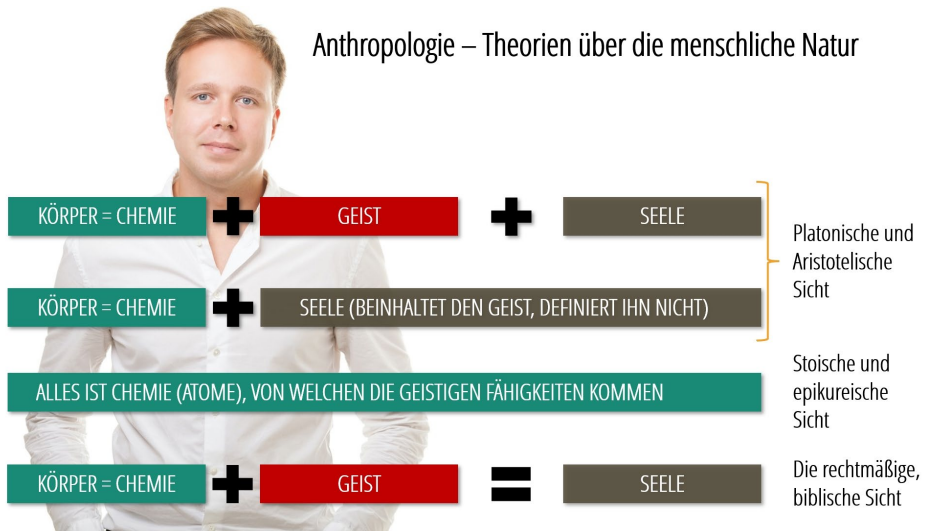 Anthropologie – Theorien über die menschliche Natur
KÖRPER = CHEMIE + GEIST + SEELE
Platonische und
Aristotelische
Sicht
KÖRPER = CHEMIE + SEELE (BEINHALTET DEN GEIST, DEFINIERT IHN NICHT)
ALLES IST CHEMIE (ATOME), VON WELCHEN DIE GEISTIGEN FÄHIGKEITEN KOMMEN
Stoische und
epikureische
Sicht
KÖRPER = CHEMIE + GEIST = SEELE
Die rechtmäßige,
biblische Sicht